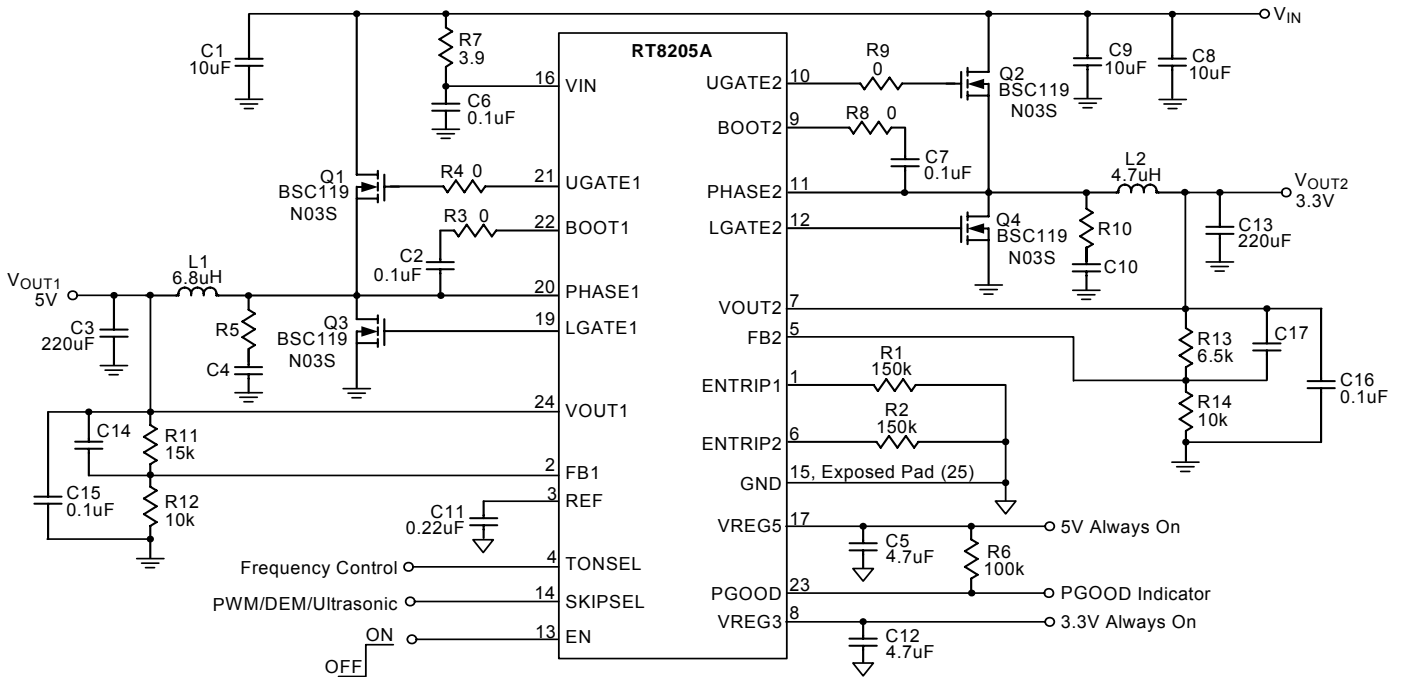 VIN
RT8205A
C1
10uF
R7
3.9
16
VIN
C6
0.1uF
Q1
BSC119
N03S
R4 0
21
UGATE1
R3 0
22
BOOT1
C2
0.1uF
VOUT1
5V
L1
6.8uH
20
PHASE1
C3
220uF
R5
C4
Q3
BSC119
N03S
19
LGATE1
24
VOUT1
C14
R11
15k
2
FB1
C15
0.1uF
R12
10k
3
REF
C11
0.22uF
Frequency Control
4
TONSEL
PWM/DEM/Ultrasonic
14
SKIPSEL
ON
OFF
13
EN
UGATE2
10
R9
0
Q2
BSC119
N03S
C9
10uF
C8
10uF
BOOT2
9
R8 0
C7
0.1uF
PHASE2
11
L2
4.7uH
VOUT2
3.3V
LGATE2
12
Q4
BSC119
N03S
R10
C10
C13
220uF
VOUT2
7
FB2
5
R13
6.5k
C17
R14
10k
C16
0.1uF
ENTRIP1
1
R1
150k
ENTRIP2
6
R2
150k
GND
15, Exposed Pad (25)
VREG5
17
5V Always On
C5
4.7uF
R6
100k
PGOOD
23
PGOOD Indicator
VREG3
8
3.3V Always On
C12
4.7uF